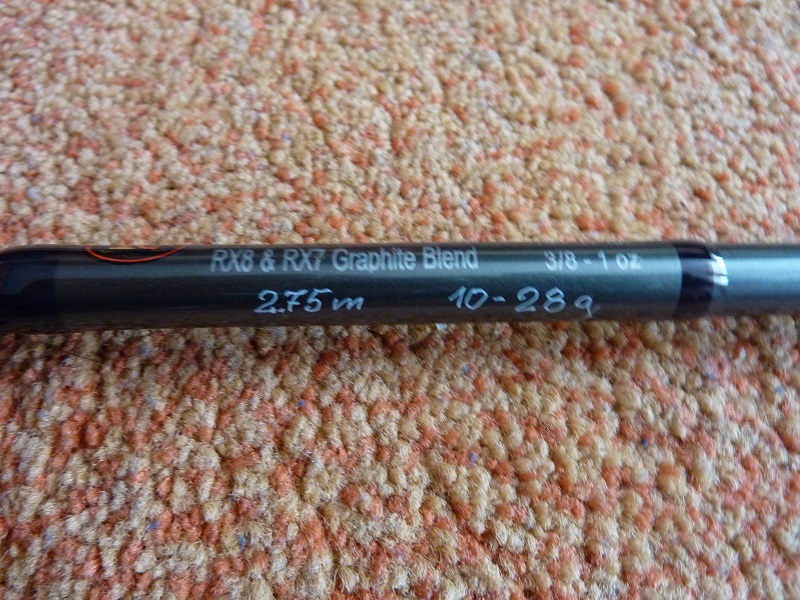 RX8 & RX7 Graphite Blend 3/8 - 1 oz
2.75m 10-28g